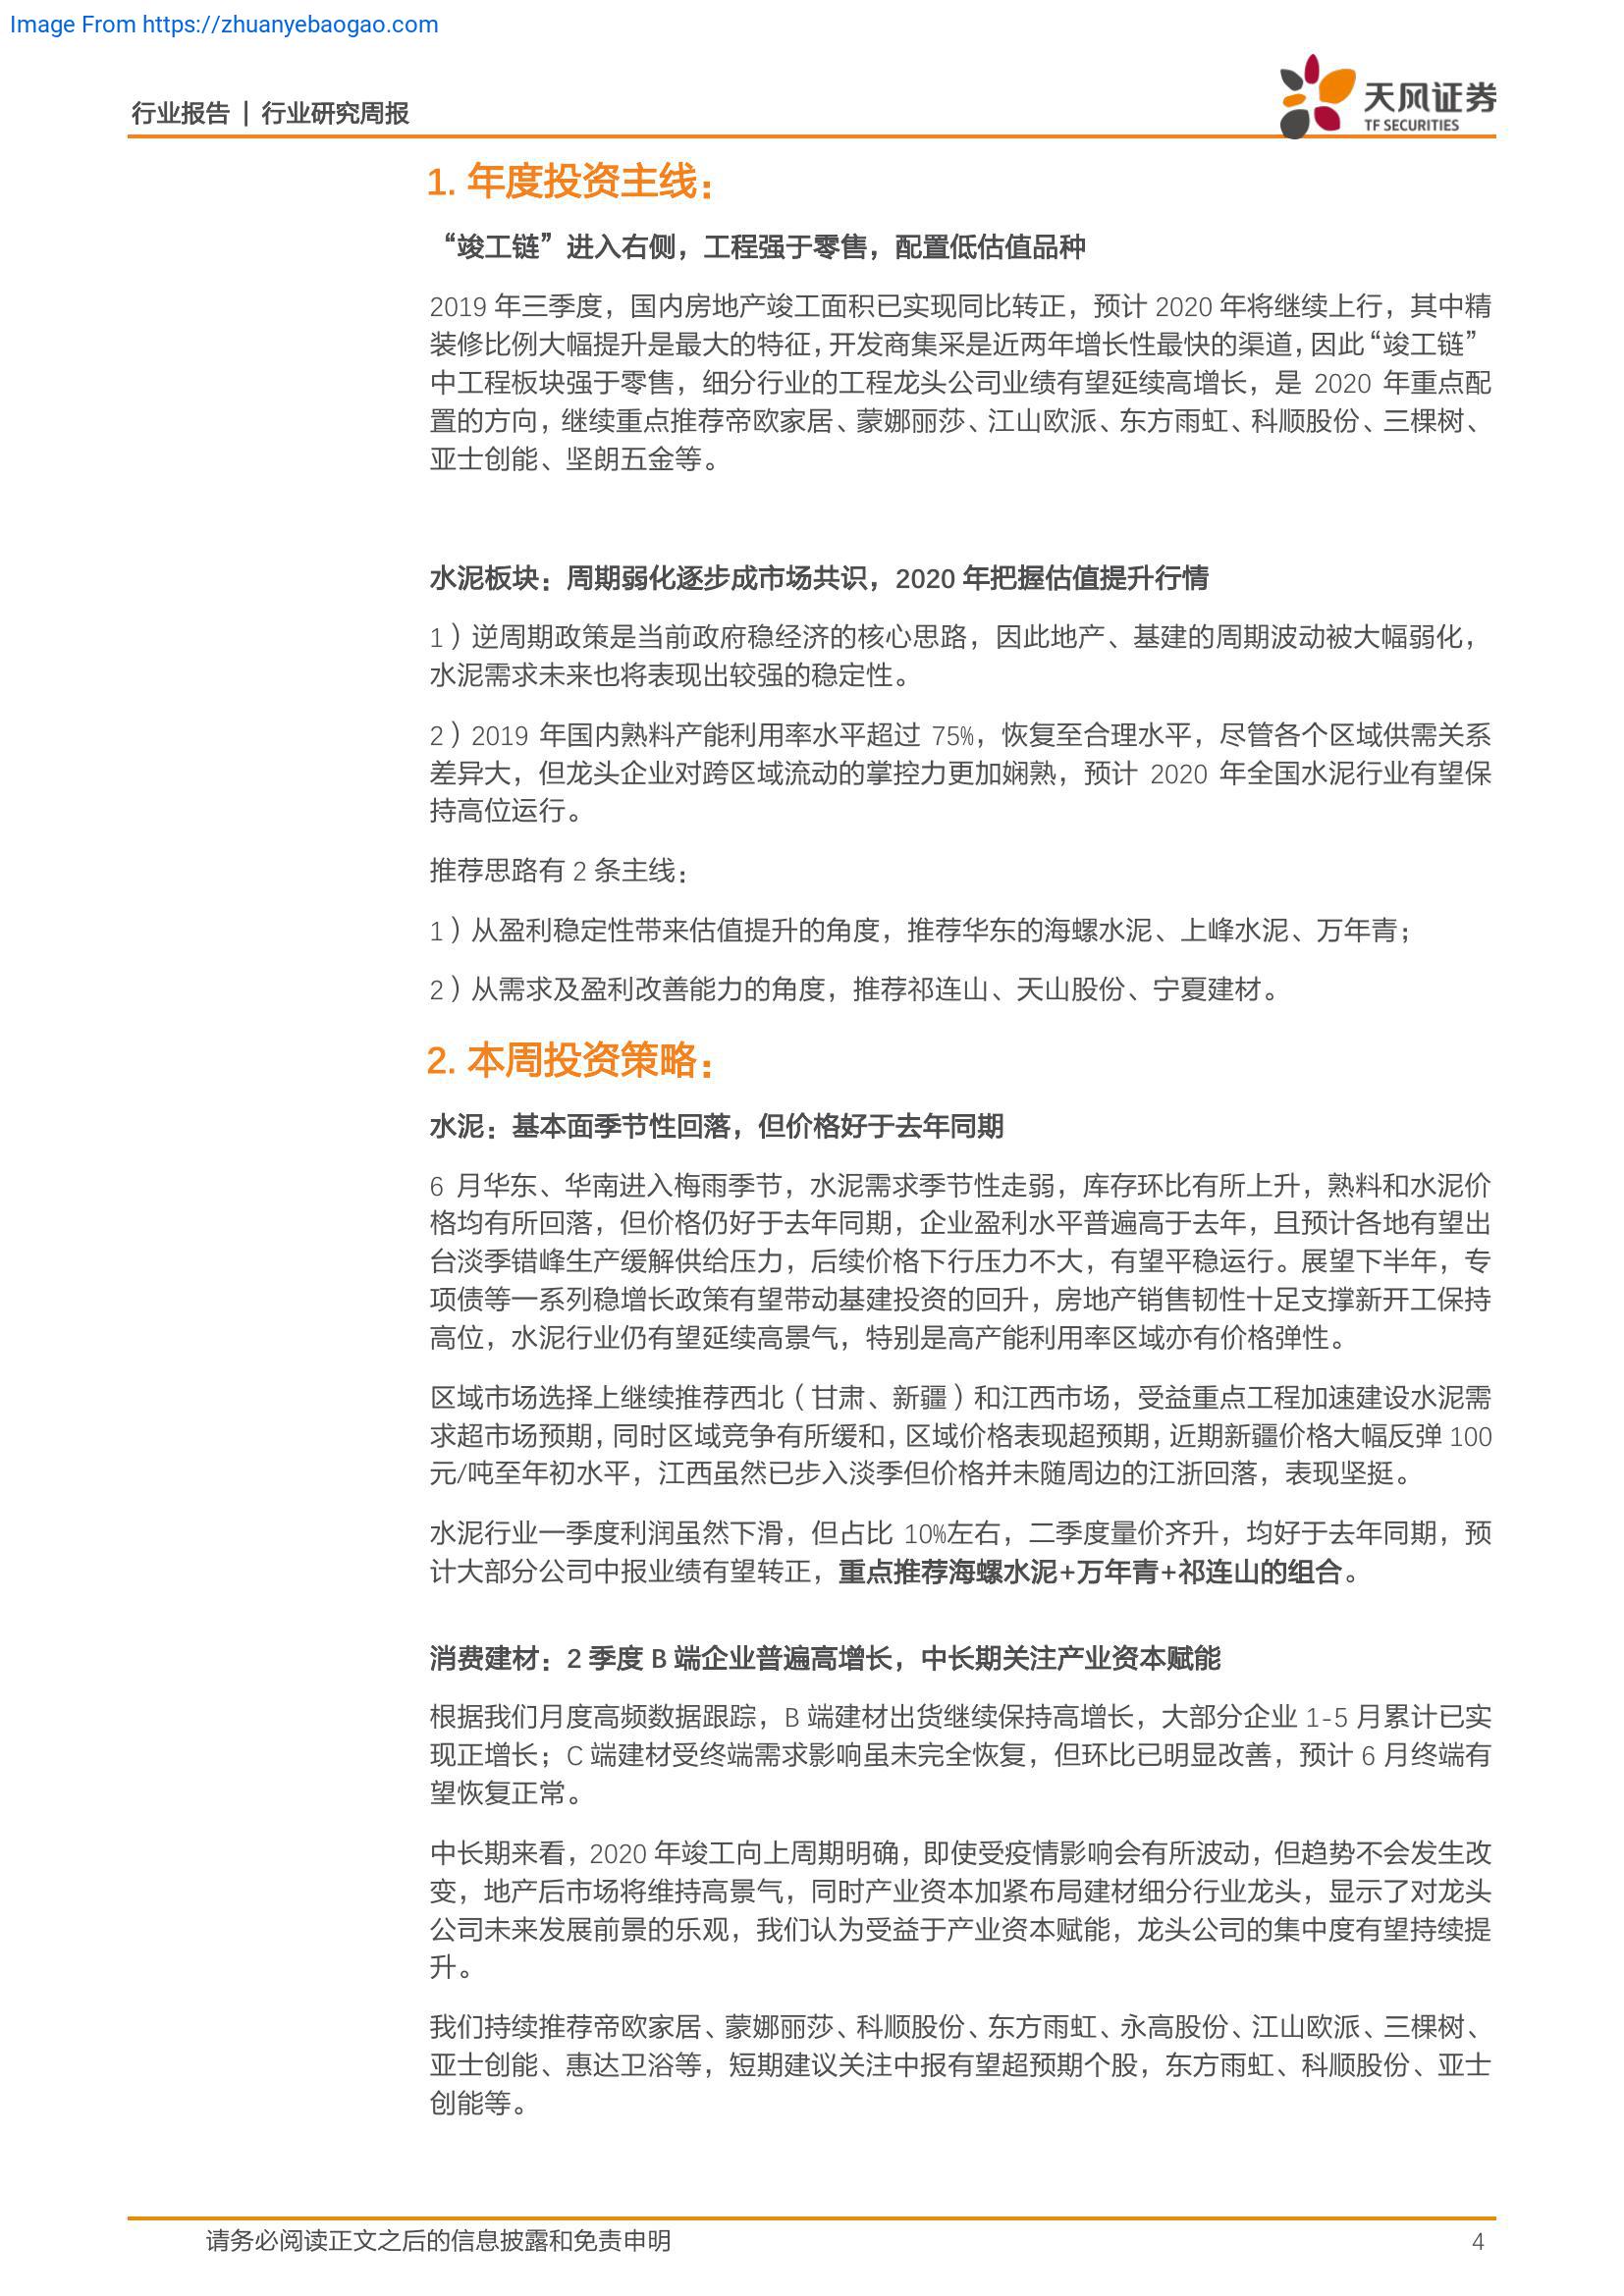 Image From https://zhuanyebaogao.com
行业报告 | 行业研究周报
天风证券
TF SECURITIES
1. 年度投资主线：
“竣工链”进入右侧，工程强于零售，配置低估值品种
2019 年三季度，国内房地产竣工面积已实现同比转正，预计 2020 年将继续上行，其中精
装修比例大幅提升是最大的特征，开发商集采是近两年增长性最快的渠道，因此“竣工链”
中工程板块强于零售，细分行业的工程龙头公司业绩有望延续高增长，是 2020 年重点配
置的方向，继续重点推荐帝欧家居、蒙娜丽莎、江山欧派、东方雨虹、科顺股份、三棵树、
亚士创能、坚朗五金等。
水泥板块：周期弱化逐步成市场共识，2020 年把握估值提升行情
1）逆周期政策是当前政府稳经济的核心思路，因此地产、基建的周期波动被大幅弱化，
水泥需求未来也将表现出较强的稳定性。
2）2019 年国内熟料产能利用率水平超过 75%，恢复至合理水平，尽管各个区域供需关系
差异大，但龙头企业对跨区域流动的掌控力更加娴熟，预计 2020 年全国水泥行业有望保
持高位运行。
推荐思路有 2 条主线：
1）从盈利稳定性带来估值提升的角度，推荐华东的海螺水泥、上峰水泥、万年青；
2）从需求及盈利改善能力的角度，推荐祁连山、天山股份、宁夏建材。
2. 本周投资策略：
水泥：基本面季节性回落，但价格好于去年同期
6 月华东、华南进入梅雨季节，水泥需求季节性走弱，库存环比有所上升，熟料和水泥价
格均有所回落，但价格仍好于去年同期，企业盈利水平普遍高于去年，且预计各地有望出
台淡季错峰生产缓解供给压力，后续价格下行压力不大，有望平稳运行。展望下半年，专
项债等一系列稳增长政策有望带动基建投资的回升，房地产销售韧性十足支撑新开工保持
高位，水泥行业仍有望延续高景气，特别是高产能利用率区域亦有价格弹性。
区域市场选择上继续推荐西北（甘肃、新疆）和江西市场，受益重点工程加速建设水泥需
求超市场预期，同时区域竞争有所缓和，区域价格表现超预期，近期新疆价格大幅反弹 100
元/吨至年初水平，江西虽然已步入淡季但价格并未随周边的江浙回落，表现坚挺。
水泥行业一季度利润虽然下滑，但占比 10%左右，二季度量价齐升，均好于去年同期，预
计大部分公司中报业绩有望转正，重点推荐海螺水泥+万年青+祁连山的组合。
消费建材：2 季度 B 端企业普遍高增长，中长期关注产业资本赋能
根据我们月度高频数据跟踪，B 端建材出货继续保持高增长，大部分企业 1-5 月累计已实
现正增长；C 端建材受终端需求影响虽未完全恢复，但环比已明显改善，预计 6 月终端有
望恢复正常。
中长期来看，2020 年竣工向上周期明确，即使受疫情影响会有所波动，但趋势不会发生改
变，地产后市场将维持高景气，同时产业资本加紧布局建材细分行业龙头，显示了对龙头
公司未来发展前景的乐观，我们认为受益于产业资本赋能，龙头公司的集中度有望持续提
升。
我们持续推荐帝欧家居、蒙娜丽莎、科顺股份、东方雨虹、永高股份、江山欧派、三棵树、
亚士创能、惠达卫浴等，短期建议关注中报有望超预期个股，东方雨虹、科顺股份、亚士
创能等。
请务必阅读正文之后的信息披露和免责申明
4